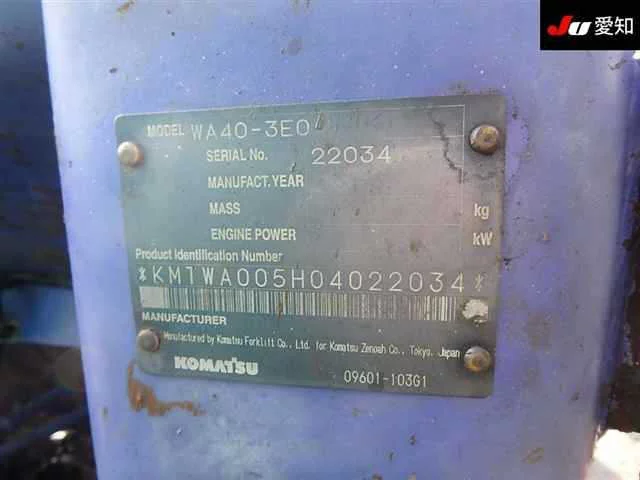 JU 愛知
MODEL WA40-3E0
SERIAL No. 22034
MANUFACT. YEAR
MASS kg
ENGINE POWER kW
Product Identification Number
*KM1WA005H04022034*
MANUFACTURER
Manufactured by Komatsu Forklift Co., Ltd. for Komatsu Zenoah Co., Tokyo, Japan
KOMATSU 09601-103G1